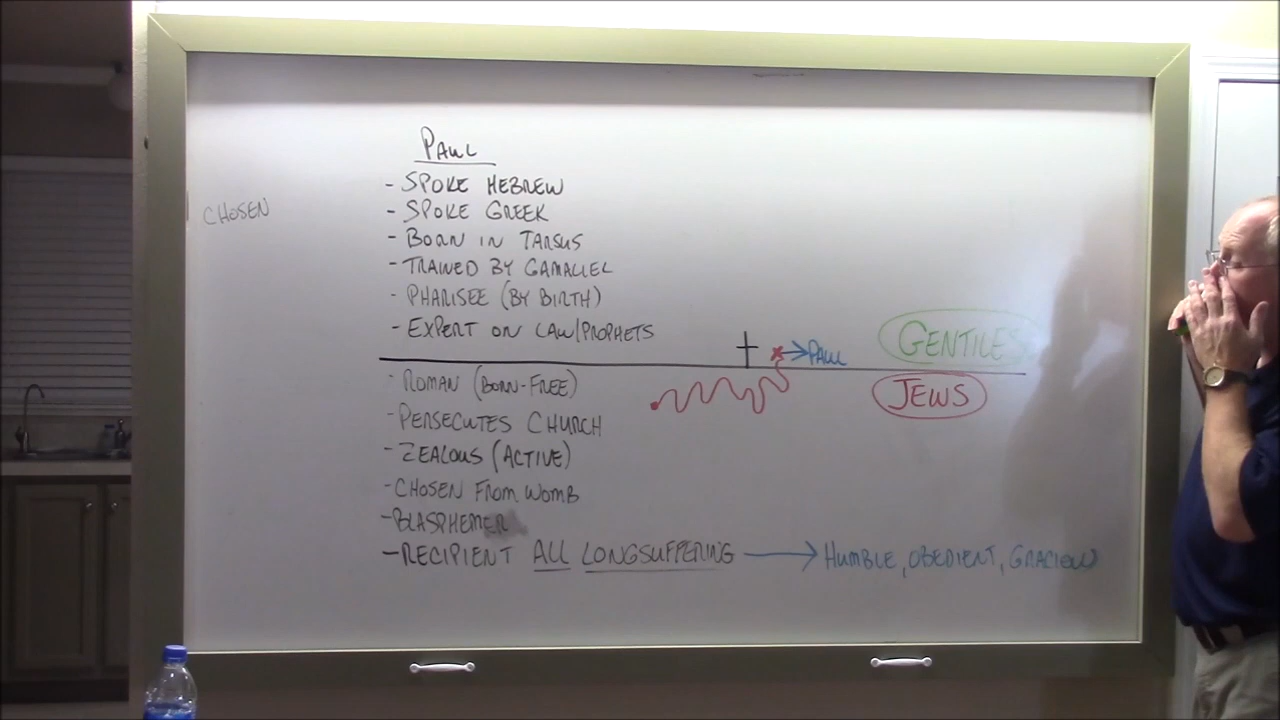 PAUL
- SPOKE HEBREW
CHOSEN
- SPOKE GREEK
- BORN IN TARSUS
- TRAINED BY GAMALIEL
- PHARISEE (BY BIRTH)
- EXPERT ON LAW/PROPHETS
PAUL
GENTILES
- ROMAN (BORN-FREE)
JEWS
- PERSECUTES CHURCH
- ZEALOUS (ACTIVE)
- CHOSEN FROM WOMB
- BLASPHEMER
- RECIPIENT ALL LONGSUFFERING → HUMBLE, OBEDIENT, GRACIOUS